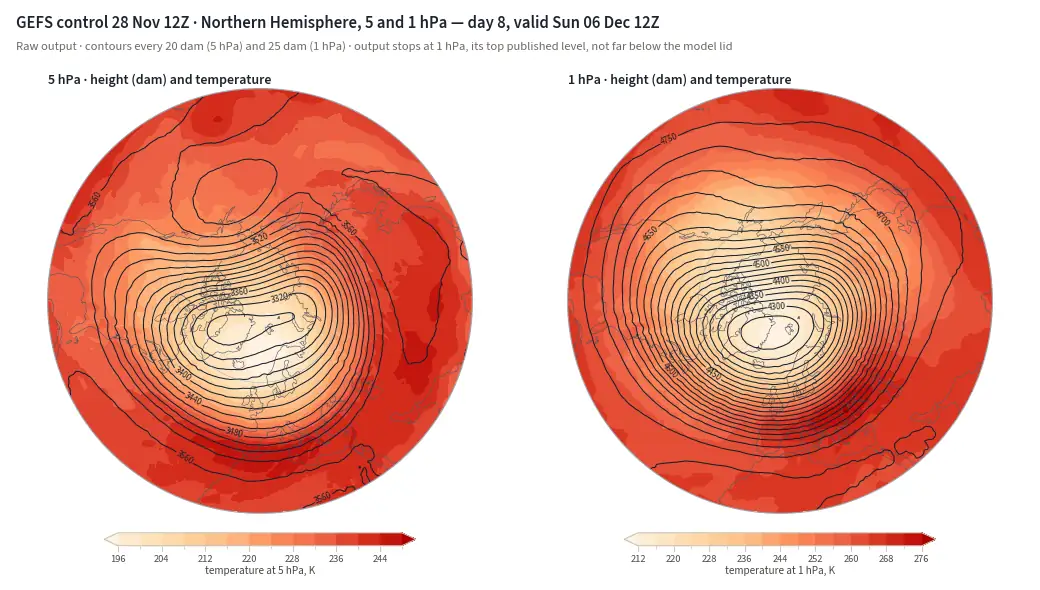 GEFS control 28 Nov 12Z · Northern Hemisphere, 5 and 1 hPa — day 8, valid Sun 06 Dec 12Z
Raw output · contours every 20 dam (5 hPa) and 25 dam (1 hPa) · output stops at 1 hPa, its top published level, not far below the model lid
5 hPa · height (dam) and temperature
3560
3520
3560
3360
3320
3400
3440
3480
3560
3560
196 204 212 220 228 236 244
temperature at 5 hPa, K
1 hPa · height (dam) and temperature
4750
4700
4650
4550
4500
4400
4350
4300
4450
212 220 228 236 244 252 260 268 276
temperature at 1 hPa, K